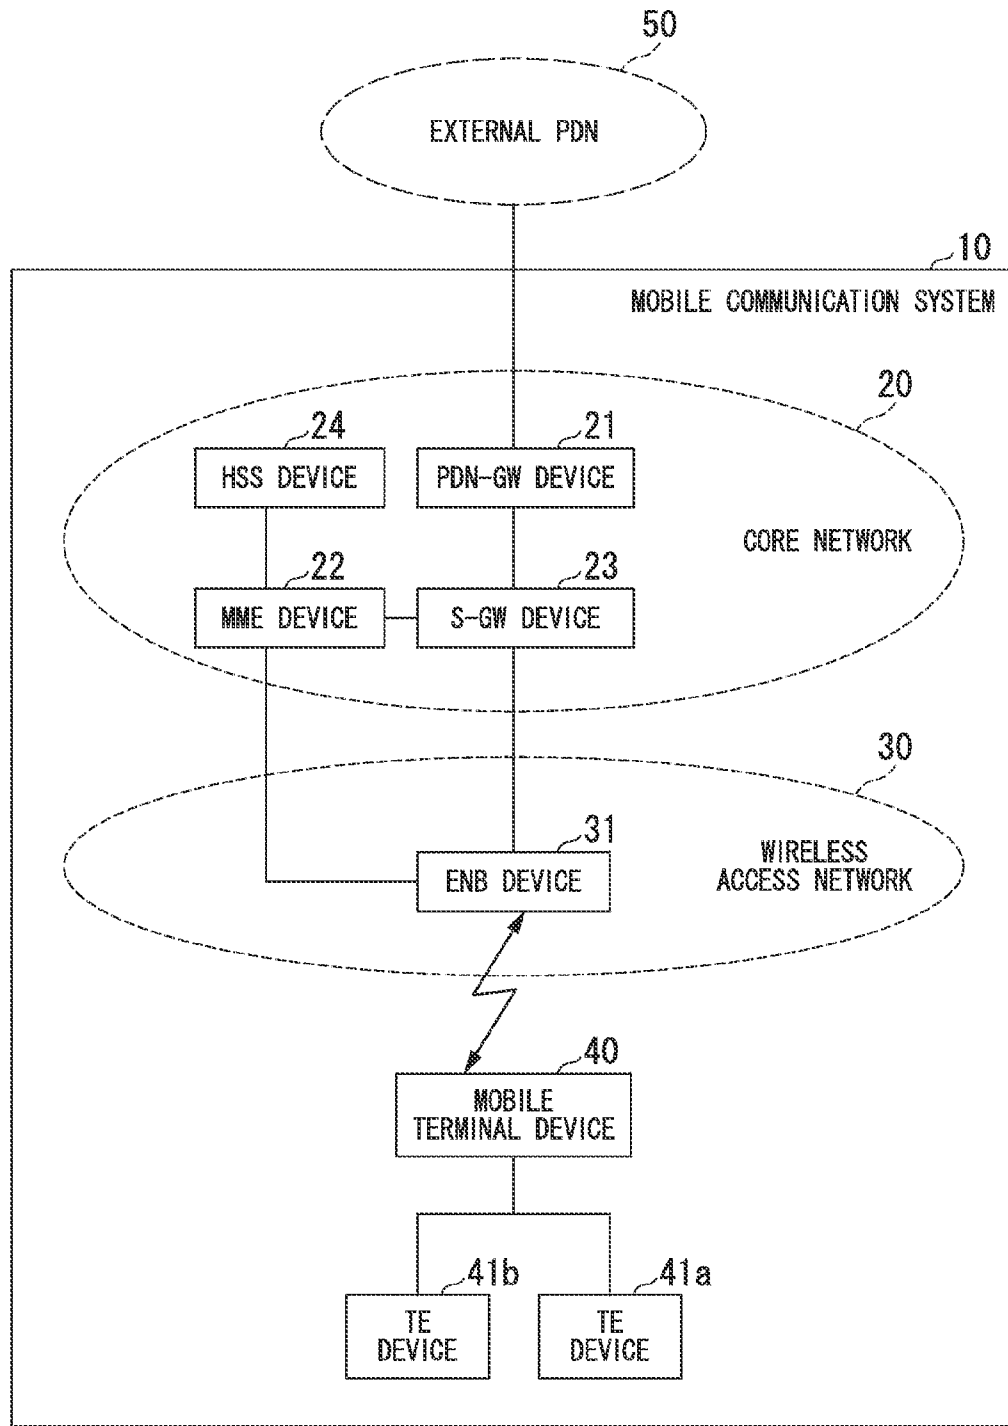 50
EXTERNAL PDN
10
MOBILE COMMUNICATION SYSTEM
20
24
21
HSS DEVICE
PDN-GW DEVICE
CORE NETWORK
22
23
MME DEVICE
S-GW DEVICE
30
31
WIRELESS
ACCESS NETWORK
ENB DEVICE
40
MOBILE
TERMINAL DEVICE
41b
41a
TE
DEVICE
TE
DEVICE